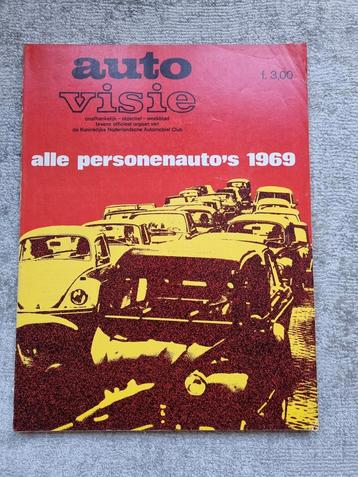 auto
f. 3,00
visie
onafhankelijk - objectief - weekblad
tevens officieel orgaan van
de Koninklijke Nederlandsche Automobiel Club
alle personenauto's 1969